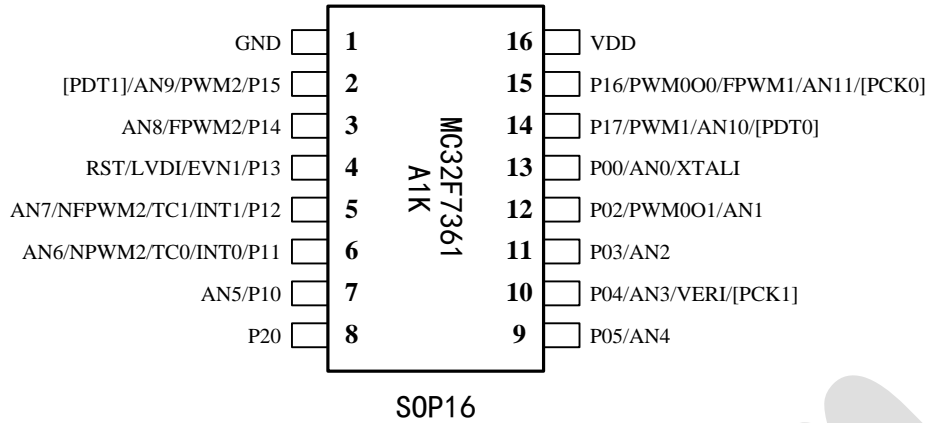 GND 1 16 VDD
[PDT1]/AN9/PWM2/P15 2 15 P16/PWM0O0/FPWM1/AN11/[PCK0]
AN8/FPWM2/P14 3 14 P17/PWM1/AN10/[PDT0]
RST/LVDI/EVN1/P13 4 13 P00/AN0/XTALI
AN7/NFPWM2/TC1/INT1/P12 5 12 P02/PWM0O1/AN1
AN6/NPWM2/TC0/INT0/P11 6 11 P03/AN2
AN5/P10 7 10 P04/AN3/VERI/[PCK1]
P20 8 9 P05/AN4
MC32F7361
A1K
SOP16